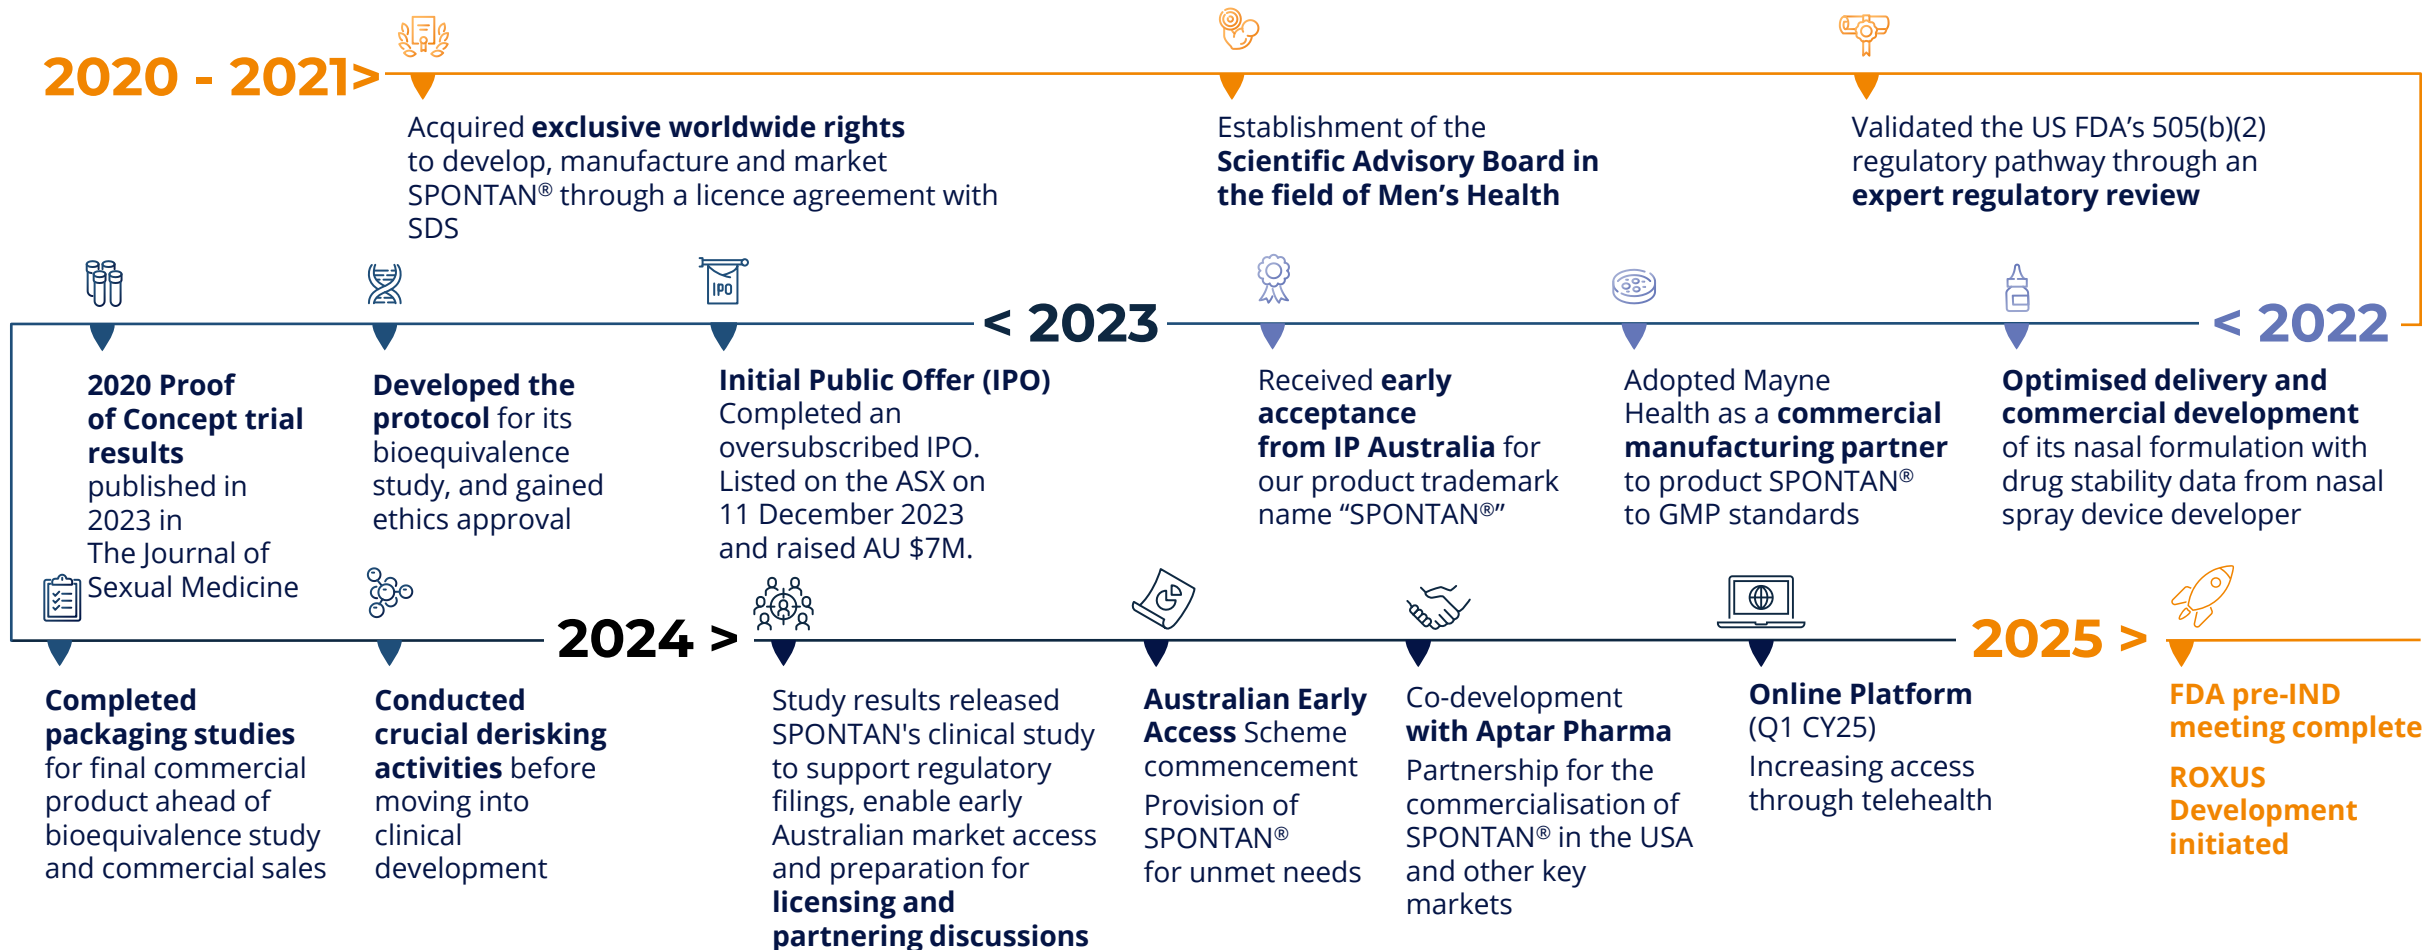 2020 - 2021>
Acquired exclusive worldwide rights
to develop, manufacture and market
SPONTAN® through a licence agreement with
SDS
Establishment of the
Scientific Advisory Board in
the field of Men’s Health
Validated the US FDA’s 505(b)(2)
regulatory pathway through an
expert regulatory review
< 2022
Optimised delivery and
commercial development
of its nasal formulation with
drug stability data from nasal
spray device developer
Adopted Mayne
Health as a commercial
manufacturing partner
to product SPONTAN®
to GMP standards
Received early
acceptance
from IP Australia for
our product trademark
name “SPONTAN®”
< 2023
IPO
Initial Public Offer (IPO)
Completed an
oversubscribed IPO.
Listed on the ASX on
11 December 2023
and raised AU $7M.
Developed the
protocol for its
bioequivalence
study, and gained
ethics approval
2020 Proof
of Concept trial
results
published in
2023 in
The Journal of
Sexual Medicine
Completed
packaging studies
for final commercial
product ahead of
bioequivalence study
and commercial sales
Conducted
crucial derisking
activities before
moving into
clinical
development
2024 >
Study results released
SPONTAN's clinical study
to support regulatory
filings, enable early
Australian market access
and preparation for
licensing and
partnering discussions
Australian Early
Access Scheme
commencement
Provision of
SPONTAN®
for unmet needs
Co-development
with Aptar Pharma
Partnership for the
commercialisation of
SPONTAN® in the USA
and other key
markets
Online Platform
(Q1 CY25)
Increasing access
through telehealth
2025 >
FDA pre-IND
meeting complete
ROXUS
Development
initiated